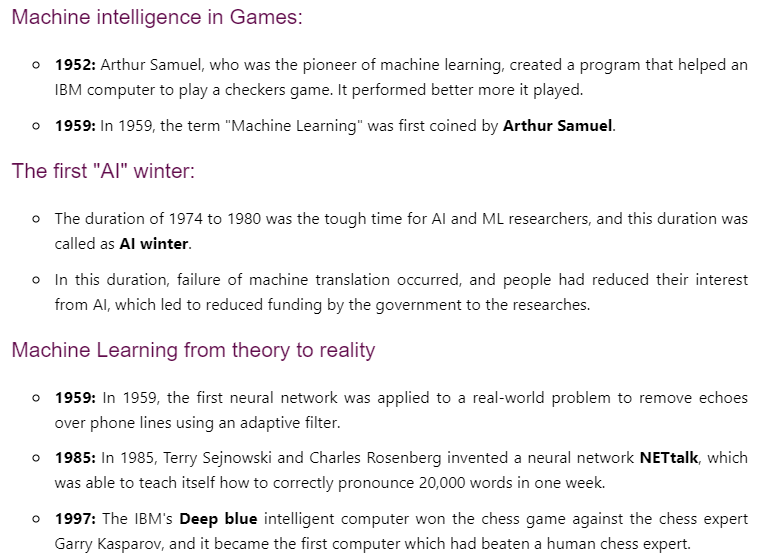 Machine intelligence in Games:
1952: Arthur Samuel, who was the pioneer of machine learning, created a program that helped an
IBM computer to play a checkers game. It performed better more it played.
1959: In 1959, the term "Machine Learning" was first coined by Arthur Samuel.
The first "AI" winter:
The duration of 1974 to 1980 was the tough time for AI and ML researchers, and this duration was
called as AI winter.
In this duration, failure of machine translation occurred, and people had reduced their interest
from AI, which led to reduced funding by the government to the researches.
Machine Learning from theory to reality
1959: In 1959, the first neural network was applied to a real-world problem to remove echoes
over phone lines using an adaptive filter.
1985: In 1985, Terry Sejnowski and Charles Rosenberg invented a neural network NETtalk, which
was able to teach itself how to correctly pronounce 20,000 words in one week.
1997: The IBM's Deep blue intelligent computer won the chess game against the chess expert
Garry Kasparov, and it became the first computer which had beaten a human chess expert.